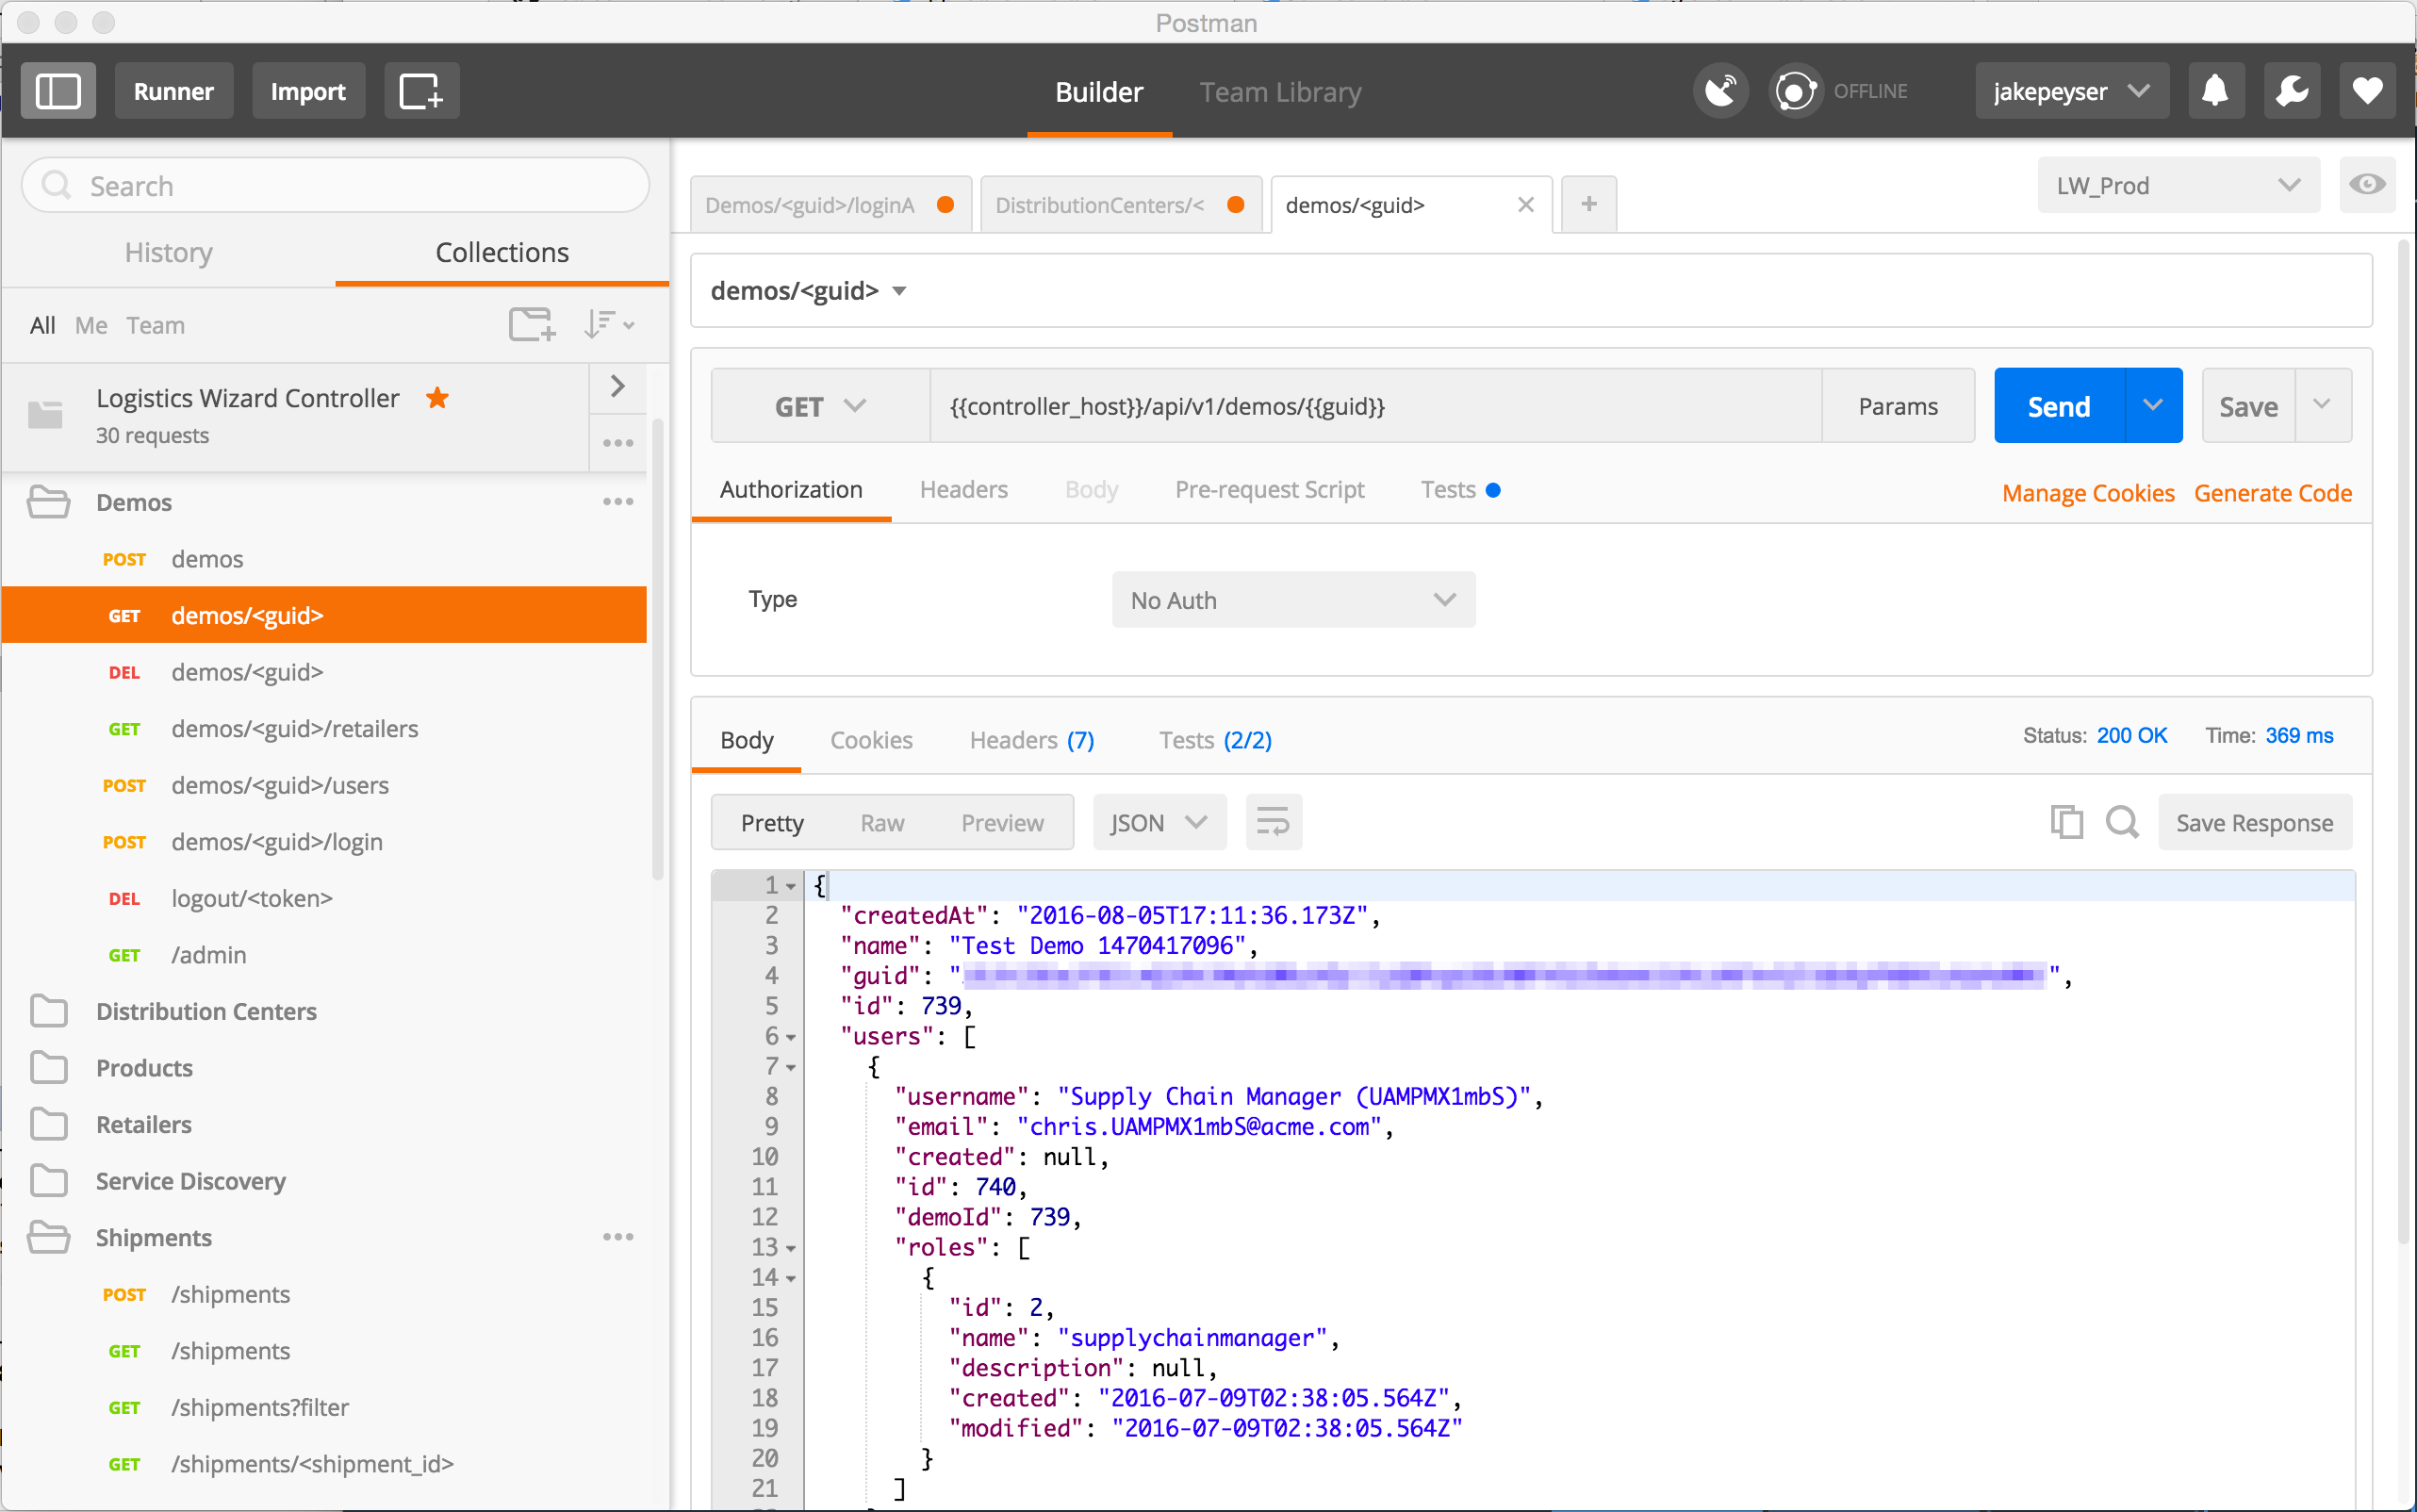 Postman
Runner Import Builder Team Library OFFLINE jakepeyser
Search
History Collections
All Me Team
Logistics Wizard Controller
30 requests
Demos
POST demos
GET demos/<guid>
DEL demos/<guid>
GET demos/<guid>/retailers
POST demos/<guid>/users
POST demos/<guid>/login
DEL logout/<token>
GET /admin
Distribution Centers
Products
Retailers
Service Discovery
Shipments
POST /shipments
GET /shipments
GET /shipments?filter
GET /shipments/<shipment_id>
Demos/<guid>/loginA DistributionCenters/< demos/<guid> LW_Prod
demos/<guid>
GET {{controller_host}}/api/v1/demos/{{guid}} Params Send Save
Authorization Headers Body Pre-request Script Tests Manage Cookies Generate Code
Type No Auth
Body Cookies Headers (7) Tests (2/2) Status: 200 OK Time: 369 ms
Pretty Raw Preview JSON Save Response
1 {
2 "createdAt": "2016-08-05T17:11:36.173Z",
3 "name": "Test Demo 1470417096",
4 "guid": "",
5 "id": 739,
6 "users": [
7 {
8 "username": "Supply Chain Manager (UAMPMX1mbS)",
9 "email": "chris.UAMPMX1mbS@acme.com",
10 "created": null,
11 "id": 740,
12 "demoId": 739,
13 "roles": [
14 {
15 "id": 2,
16 "name": "supplychainmanager",
17 "description": null,
18 "created": "2016-07-09T02:38:05.564Z",
19 "modified": "2016-07-09T02:38:05.564Z"
20 }
21 ]